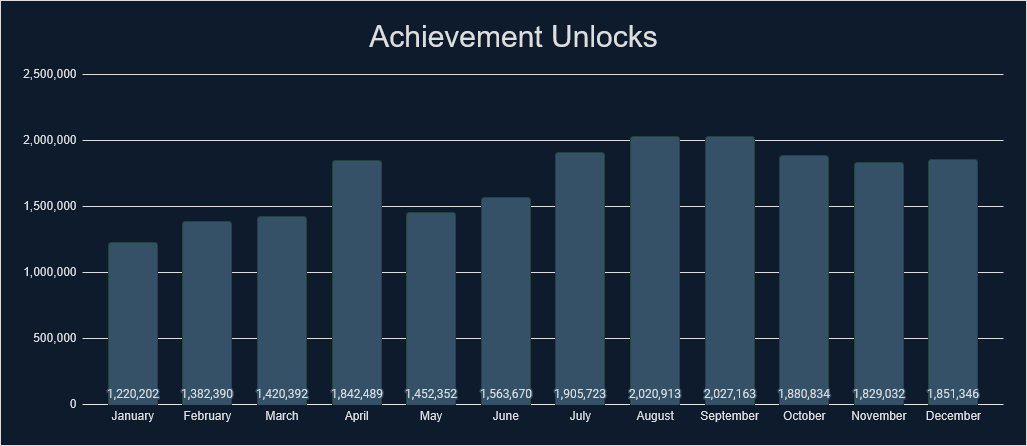 Achievement Unlocks
2,500,000
2,000,000
1,500,000
1,000,000
500,000
0
1,220,202 1,382,390 1,420,392 1,842,489 1,452,352 1,563,670 1,905,723 2,020,913 2,027,163 1,880,834 1,829,032 1,851,346
January February March April May June July August September October November December